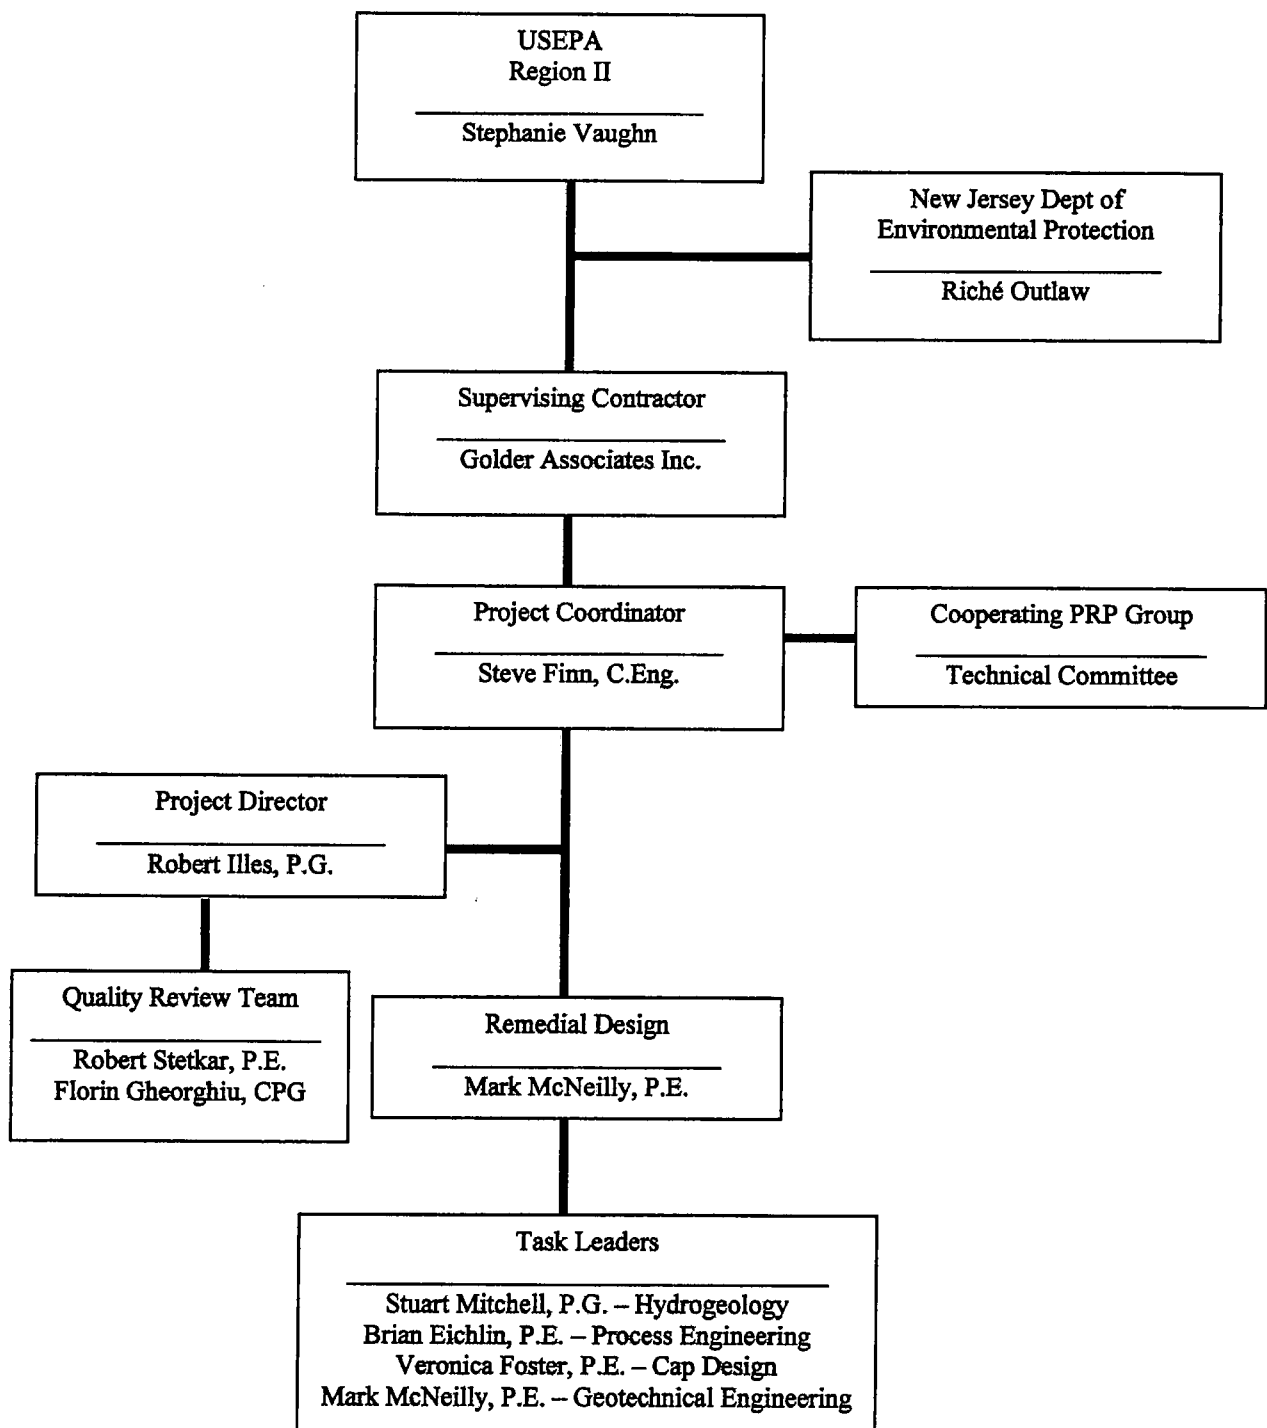 USEPA
Region II
Stephanie Vaughn
New Jersey Dept of
Environmental Protection
Riché Outlaw
Supervising Contractor
Golder Associates Inc.
Project Coordinator
Steve Finn, C.Eng.
Cooperating PRP Group
Technical Committee
Project Director
Robert Illes, P.G.
Quality Review Team
Robert Stetkar, P.E.
Florin Gheorghiu, CPG
Remedial Design
Mark McNeilly, P.E.
Task Leaders
Stuart Mitchell, P.G. – Hydrogeology
Brian Eichlin, P.E. – Process Engineering
Veronica Foster, P.E. – Cap Design
Mark McNeilly, P.E. – Geotechnical Engineering